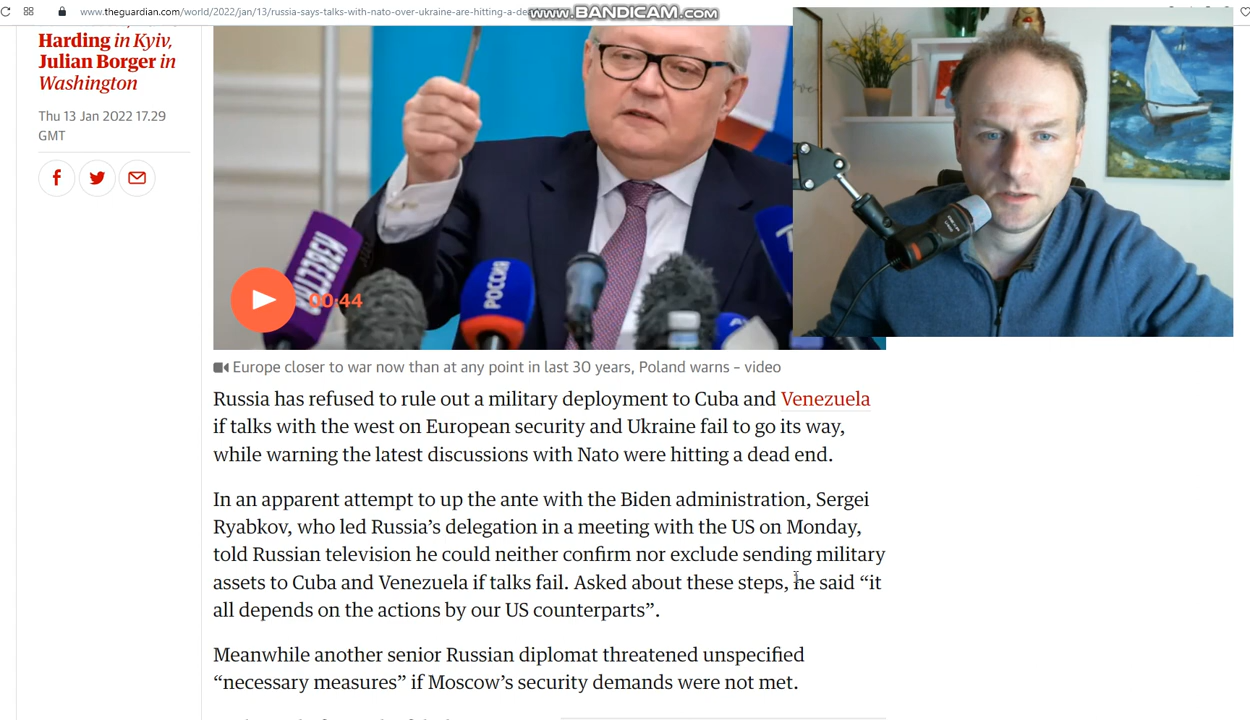 www.theguardian.com/world/2022/jan/13/russia-says-talks-with-nato-over-ukraine-are-hitting-a-de
www.BANDICAM.com
Harding in Kyiv,
Julian Borger in
Washington
Thu 13 Jan 2022 17.29
GMT
РОССИЯ
00:44
Europe closer to war now than at any point in last 30 years, Poland warns – video
Russia has refused to rule out a military deployment to Cuba and Venezuela
if talks with the west on European security and Ukraine fail to go its way,
while warning the latest discussions with Nato were hitting a dead end.
In an apparent attempt to up the ante with the Biden administration, Sergei
Ryabkov, who led Russia’s delegation in a meeting with the US on Monday,
told Russian television he could neither confirm nor exclude sending military
assets to Cuba and Venezuela if talks fail. Asked about these steps, he said “it
all depends on the actions by our US counterparts”.
Meanwhile another senior Russian diplomat threatened unspecified
“necessary measures” if Moscow’s security demands were not met.